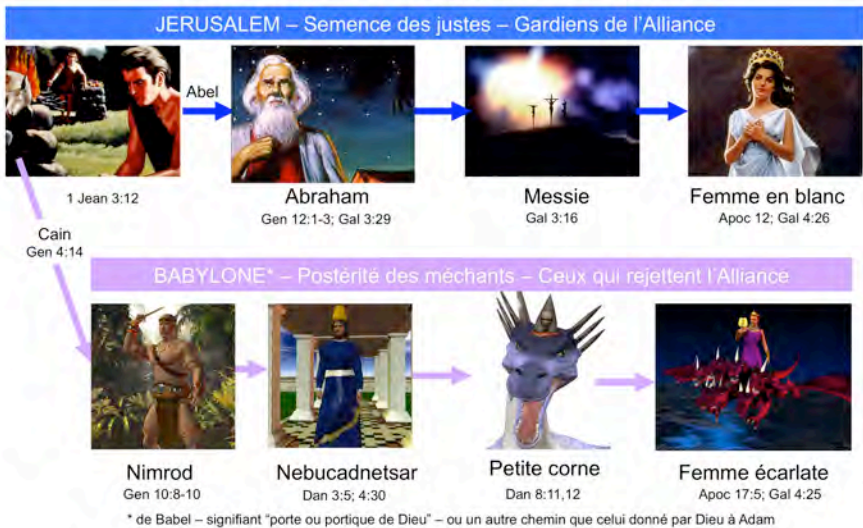 JERUSALEM – Semence des justes – Gardiens de l’Alliance
Abel
1 Jean 3:12
Abraham
Gen 12:1-3; Gal 3:29
Messie
Gal 3:16
Femme en blanc
Apoc 12; Gal 4:26
Cain
Gen 4:14
BABYLONE* – Postérité des méchants – Ceux qui rejettent l’Alliance
Nimrod
Gen 10:8-10
Nebucadnetsar
Dan 3:5; 4:30
Petite corne
Dan 8:11,12
Femme écarlate
Apoc 17:5; Gal 4:25
* de Babel – signifiant “porte ou portique de Dieu” – ou un autre chemin que celui donné par Dieu à Adam